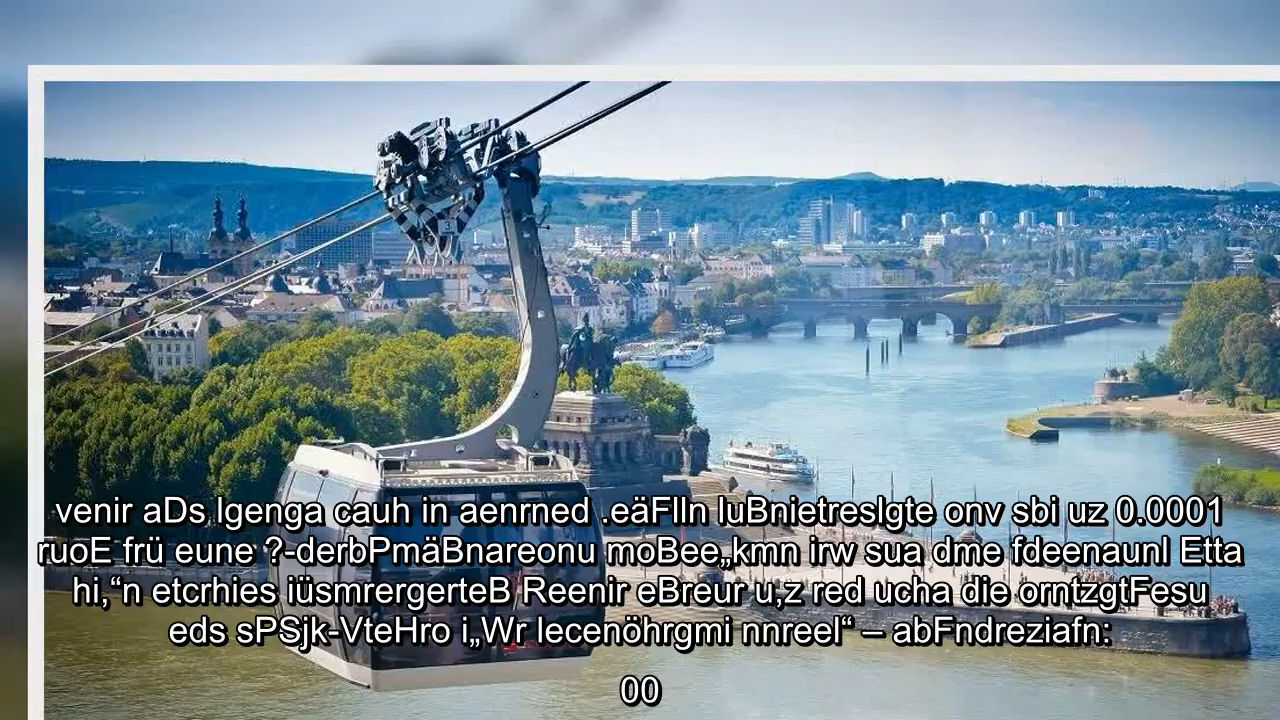 venir aDs lgenga cauh in aenrned .eäFlln luBnietreslgte onv sbi uz 0.0001
ruoE frü eune ?-derbPmäBnareonu moBee„kmn irw sua dme fdeenaunl Etta
hi,“n etcrhies iüsmrergerteB Reenir eBreur u,z red ucha die orntzgtFesu
eds sPSjk-VteHro i„Wr lecenöhrgmi nnreel“ – abFndreziafn:
00
3